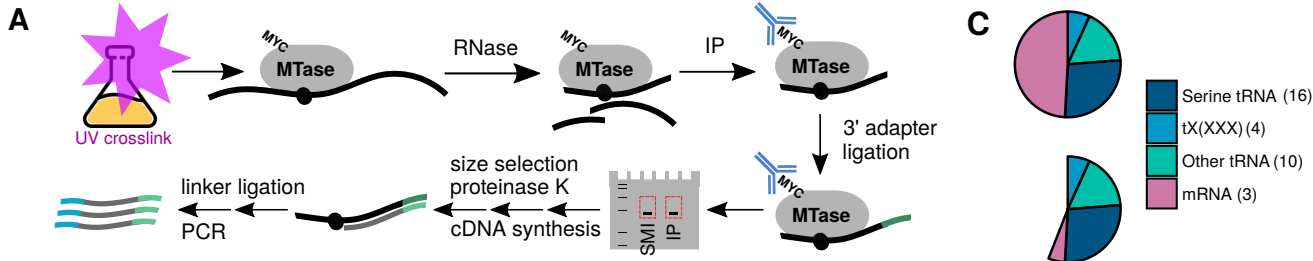 A
MYC
MTase
UV crosslink
RNase
MYC
MTase
IP
MYC
MTase
3' adapter
ligation
MYC
MTase
SMI
IP
size selection
proteinase K
cDNA synthesis
linker ligation
PCR
C
Serine tRNA (16)
tX(XXX) (4)
Other tRNA (10)
mRNA (3)